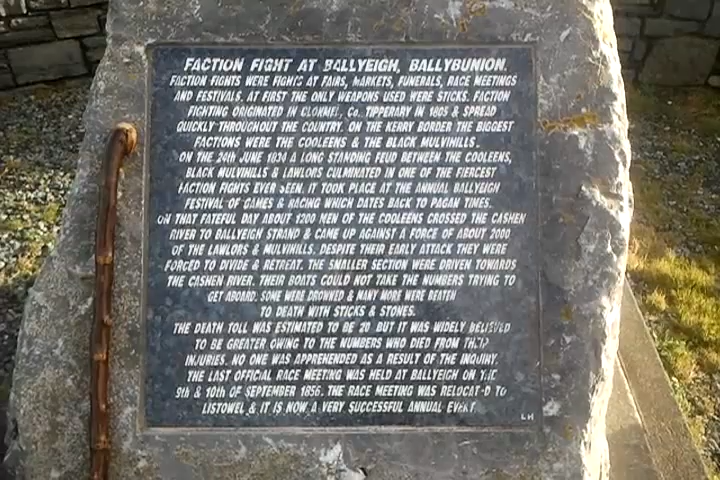 FACTION FIGHT AT BALLYEIGH, BALLYBUNION.
FACTION FIGHTS WERE FIGHTS AT FAIRS, MARKETS, FUNERALS, RACE MEETINGS
AND FESTIVALS. AT FIRST THE ONLY WEAPONS USED WERE STICKS. FACTION
FIGHTING ORIGINATED IN CLONMEL, Co. TIPPERARY IN 1805 & SPREAD
QUICKLY THROUGHOUT THE COUNTRY. ON THE KERRY BORDER THE BIGGEST
FACTIONS WERE THE COOLEENS & THE BLACK MULVIHILLS.
ON THE 24th JUNE 1834 A LONG STANDING FEUD BETWEEN THE COOLEENS,
BLACK MULVIHILLS & LAWLORS CULMINATED IN ONE OF THE FIERCEST
FACTION FIGHTS EVER SEEN. IT TOOK PLACE AT THE ANNUAL BALLYEIGH
FESTIVAL OF GAMES & RACING WHICH DATES BACK TO PAGAN TIMES.
ON THAT FATEFUL DAY ABOUT 1200 MEN OF THE COOLEENS CROSSED THE CASHEN
RIVER TO BALLYEIGH STRAND & CAME UP AGAINST A FORCE OF ABOUT 2000
OF THE LAWLORS & MULVIHILLS. DESPITE THEIR EARLY ATTACK THEY WERE
FORCED TO DIVIDE & RETREAT. THE SMALLER SECTION WERE DRIVEN TOWARDS
THE CASHEN RIVER. THEIR BOATS COULD NOT TAKE THE NUMBERS TRYING TO
GET ABOARD. SOME WERE DROWNED & MANY MORE WERE BEATEN
TO DEATH WITH STICKS & STONES.
THE DEATH TOLL WAS ESTIMATED TO BE 20 BUT IT WAS WIDELY BELIEVED
TO BE GREATER OWING TO THE NUMBERS WHO DIED FROM THEIR
INJURIES. NO ONE WAS APPREHENDED AS A RESULT OF THE INQUIRY.
THE LAST OFFICIAL RACE MEETING WAS HELD AT BALLYEIGH ON THE
9th & 10th OF SEPTEMBER 1856. THE RACE MEETING WAS RELOCATED TO
LISTOWEL & IT IS NOW A VERY SUCCESSFUL ANNUAL EVENT.
LH